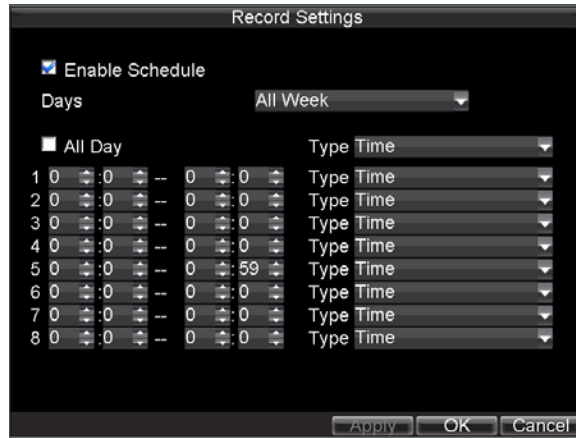 Record Settings
Enable Schedule
Days All Week
All Day Type Time
1 0 :0 -- 0 :0 Type Time
2 0 :0 -- 0 :0 Type Time
3 0 :0 -- 0 :0 Type Time
4 0 :0 -- 0 :0 Type Time
5 0 :0 -- 0 :59 Type Time
6 0 :0 -- 0 :0 Type Time
7 0 :0 -- 0 :0 Type Time
8 0 :0 -- 0 :0 Type Time
Apply OK Cancel